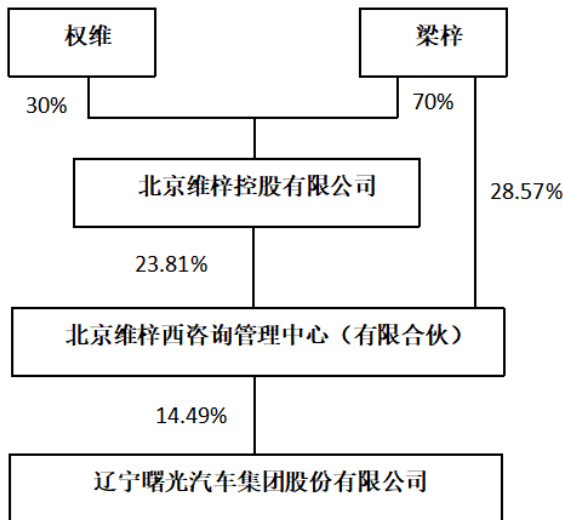 权维
梁梓
30%
70%
北京维梓控股有限公司
28.57%
23.81%
北京维梓西咨询管理中心（有限合伙）
14.49%
辽宁曙光汽车集团股份有限公司